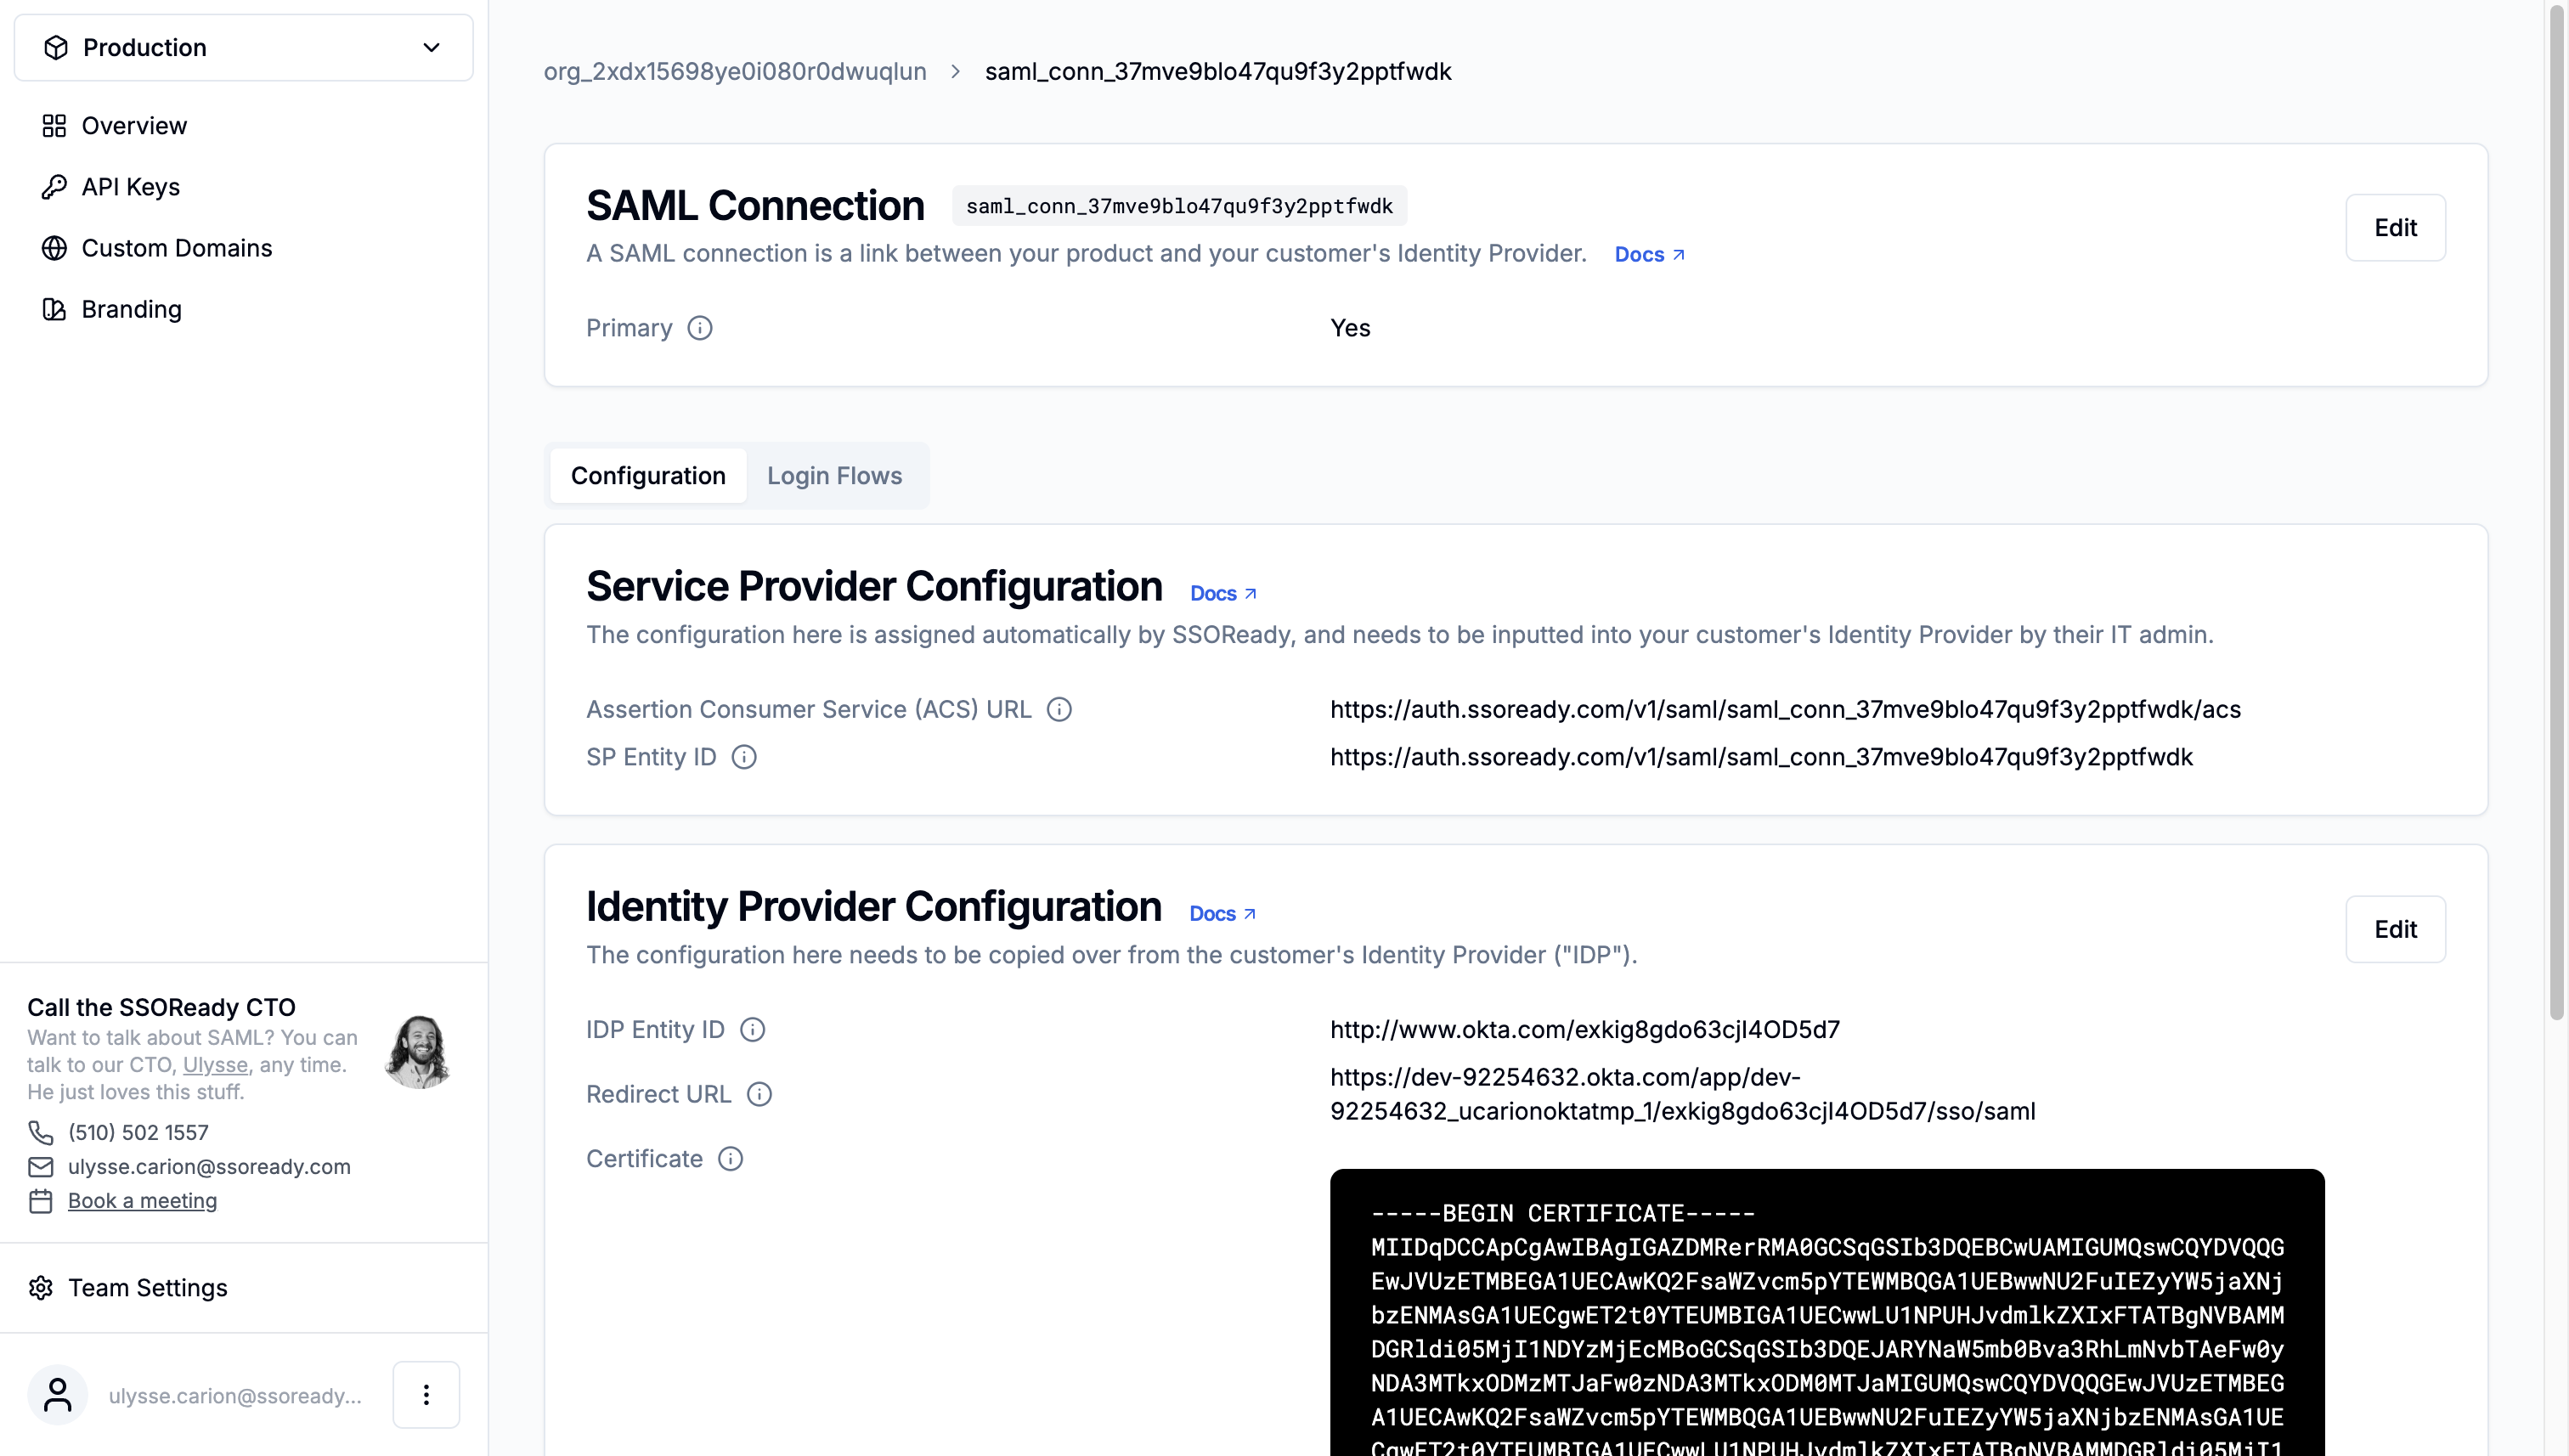 Production
Overview
API Keys
Custom Domains
Branding
Call the SSOReady CTO
Want to talk about SAML? You can
talk to our CTO, Ulysse, any time.
He just loves this stuff.
(510) 502 1557
ulysse.carion@ssoready.com
Book a meeting
Team Settings
ulysse.carion@ssoready...
org_2xdx15698ye0i080r0dwuqlun > saml_conn_37mve9blo47qu9f3y2pptfwdk
SAML Connection saml_conn_37mve9blo47qu9f3y2pptfwdk
A SAML connection is a link between your product and your customer's Identity Provider. Docs
Edit
Primary Yes
Configuration Login Flows
Service Provider Configuration Docs
The configuration here is assigned automatically by SSOReady, and needs to be inputted into your customer's Identity Provider by their IT admin.
Assertion Consumer Service (ACS) URL https://auth.ssoready.com/v1/saml/saml_conn_37mve9blo47qu9f3y2pptfwdk/acs
SP Entity ID https://auth.ssoready.com/v1/saml/saml_conn_37mve9blo47qu9f3y2pptfwdk
Identity Provider Configuration Docs
The configuration here needs to be copied over from the customer's Identity Provider ("IDP").
Edit
IDP Entity ID http://www.okta.com/exkig8gdo63cjI4OD5d7
Redirect URL https://dev-92254632.okta.com/app/dev-
92254632_ucarionoktatmp_1/exkig8gdo63cjI4OD5d7/sso/saml
Certificate
-----BEGIN CERTIFICATE-----
MIIDqDCCApCgAwIBAgIGAZDMRerRMA0GCSqGSIb3DQEBCwUAMIGUMQswCQYDVQQG
EwJVUzETMBEGA1UECAwKQ2FsaWZvcm5pYTEWMBQGA1UEBwwNU2FuIEZyYW5jaXNj
bzENMAsGA1UECgwET2t0YTEUMBIGA1UECwwLU1NPUHJvdmlkZXIxFTATBgNVBAMM
DGRldi05MjI1NDYzMjEcMBoGCSqGSIb3DQEJARYNaW5mb0Bva3RhLmNvbTAeFw0y
NDA3MTkxODMzMTJaFw0zNDA3MTkxODM0MTJaMIGUMQswCQYDVQQGEwJVUzETMBEG
A1UECAwKQ2FsaWZvcm5pYTEWMBQGA1UEBwwNU2FuIEZyYW5jaXNjbzENMAsGA1UE
CgwET2t0YTEUMBIGA1UECwwLU1NPUHJvdmlkZXIxFTATBgNVBAMMDGRldi05MjI1